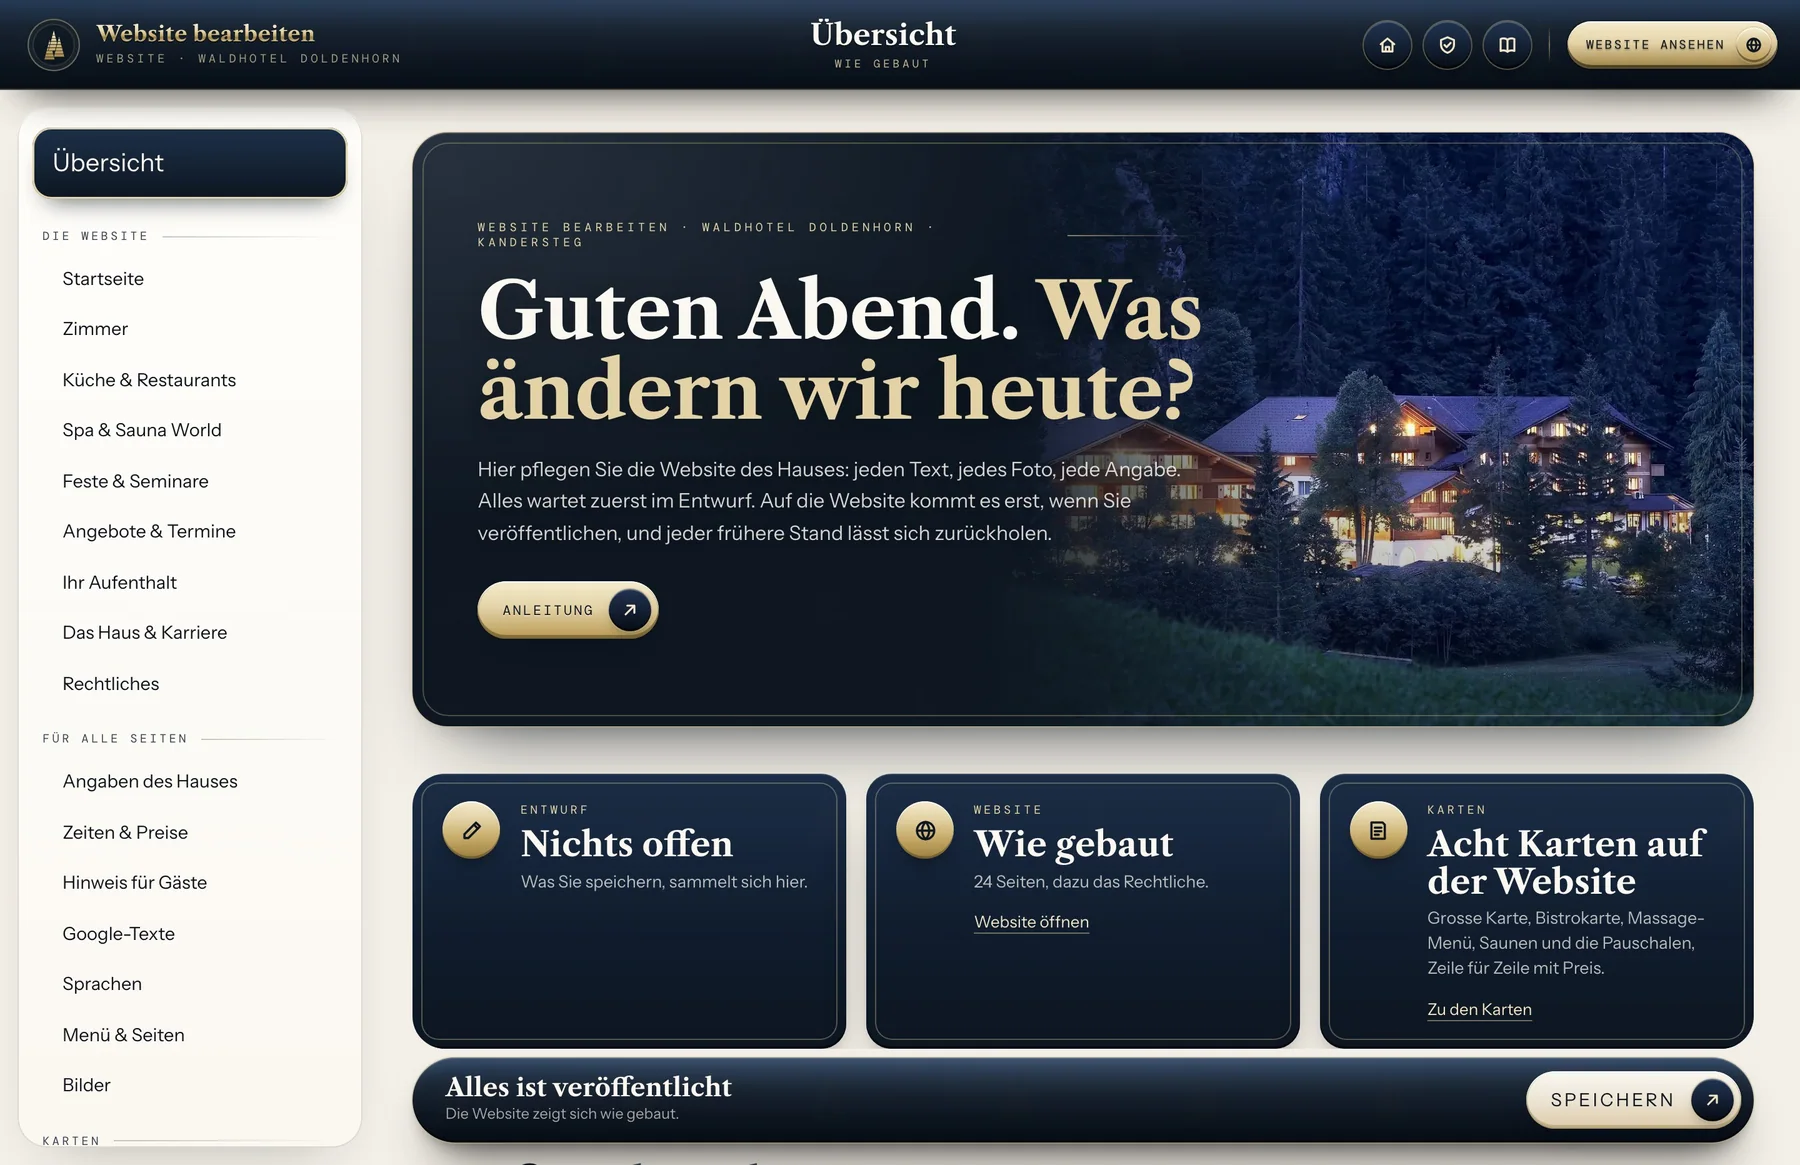 Website bearbeiten
WEBSITE · WALDHOTEL DOLDENHORN
Übersicht
WIE GEBAUT
WEBSITE ANSEHEN
Übersicht
DIE WEBSITE
Startseite
Zimmer
Küche & Restaurants
Spa & Sauna World
Feste & Seminare
Angebote & Termine
Ihr Aufenthalt
Das Haus & Karriere
Rechtliches
FÜR ALLE SEITEN
Angaben des Hauses
Zeiten & Preise
Hinweis für Gäste
Google-Texte
Sprachen
Menü & Seiten
Bilder
KARTEN
WEBSITE BEARBEITEN · WALDHOTEL DOLDENHORN ·
KANDERSTEG
Guten Abend. Was
ändern wir heute?
Hier pflegen Sie die Website des Hauses: jeden Text, jedes Foto, jede Angabe.
Alles wartet zuerst im Entwurf. Auf die Website kommt es erst, wenn Sie
veröffentlichen, und jeder frühere Stand lässt sich zurückholen.
ANLEITUNG
ENTWURF
Nichts offen
Was Sie speichern, sammelt sich hier.
WEBSITE
Wie gebaut
24 Seiten, dazu das Rechtliche.
Website öffnen
KARTEN
Acht Karten auf
der Website
Grosse Karte, Bistrokarte, Massage-
Menü, Saunen und die Pauschalen,
Zeile für Zeile mit Preis.
Zu den Karten
Alles ist veröffentlicht
Die Website zeigt sich wie gebaut.
SPEICHERN